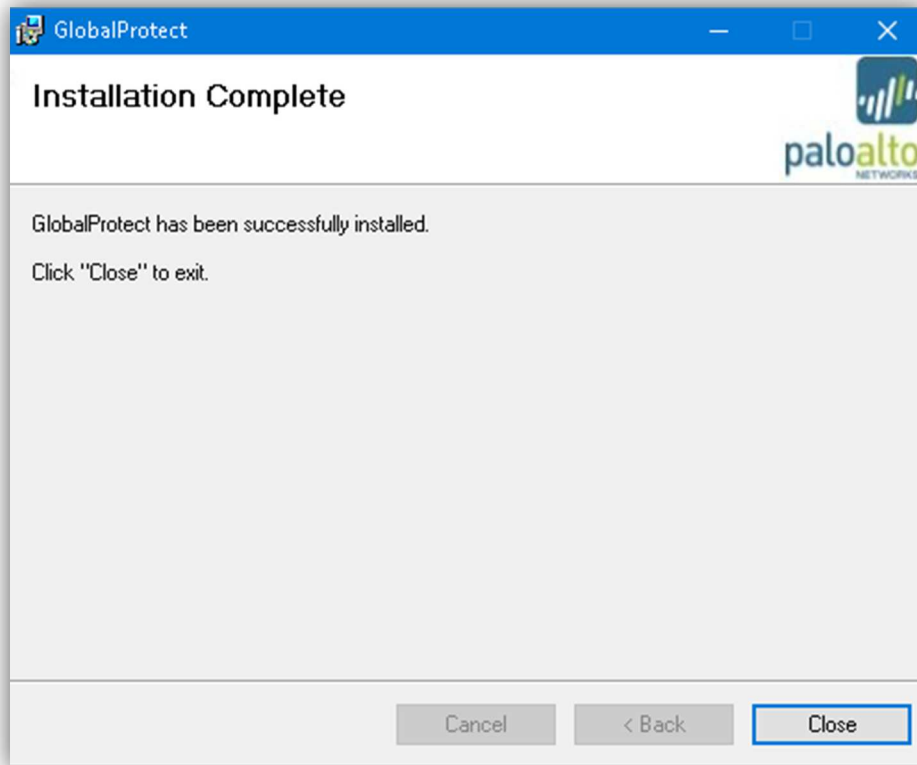 GlobalProtect
Installation Complete
paloalto
NETWORKS
GlobalProtect has been successfully installed.
Click "Close" to exit.
Cancel
< Back
Close